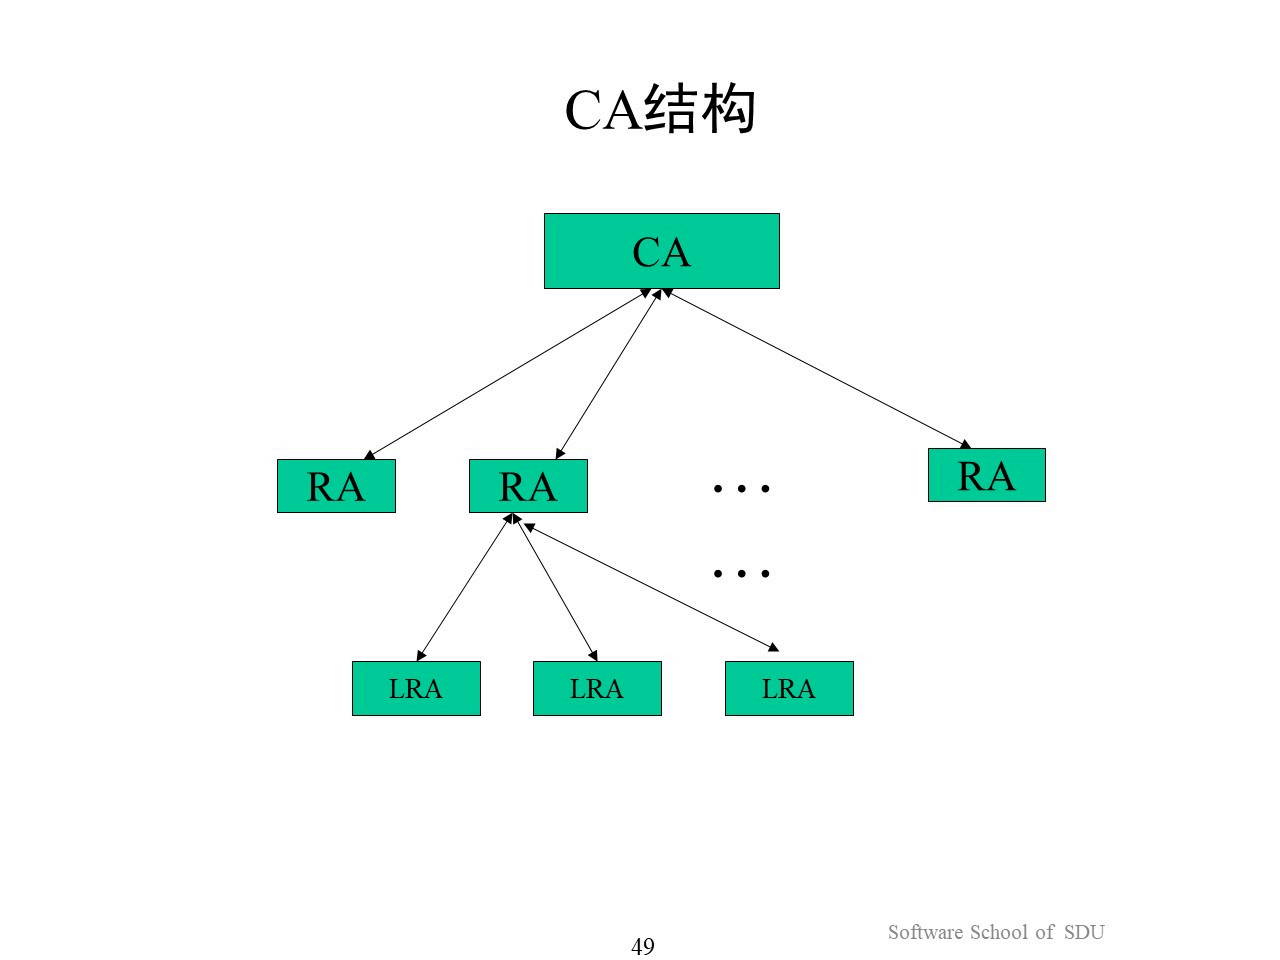 CA结构
CA
RA RA … RA
…
LRA LRA LRA
49
Software School of SDU